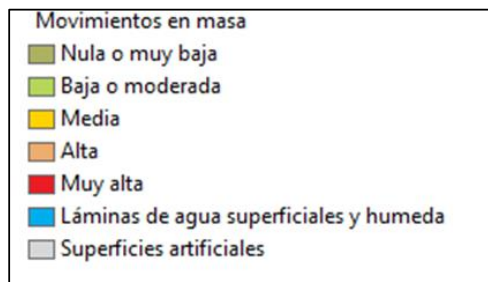 Movimientos en masa
Nula o muy baja
Baja o moderada
Media
Alta
Muy alta
Láminas de agua superficiales y humeda
Superficies artificiales